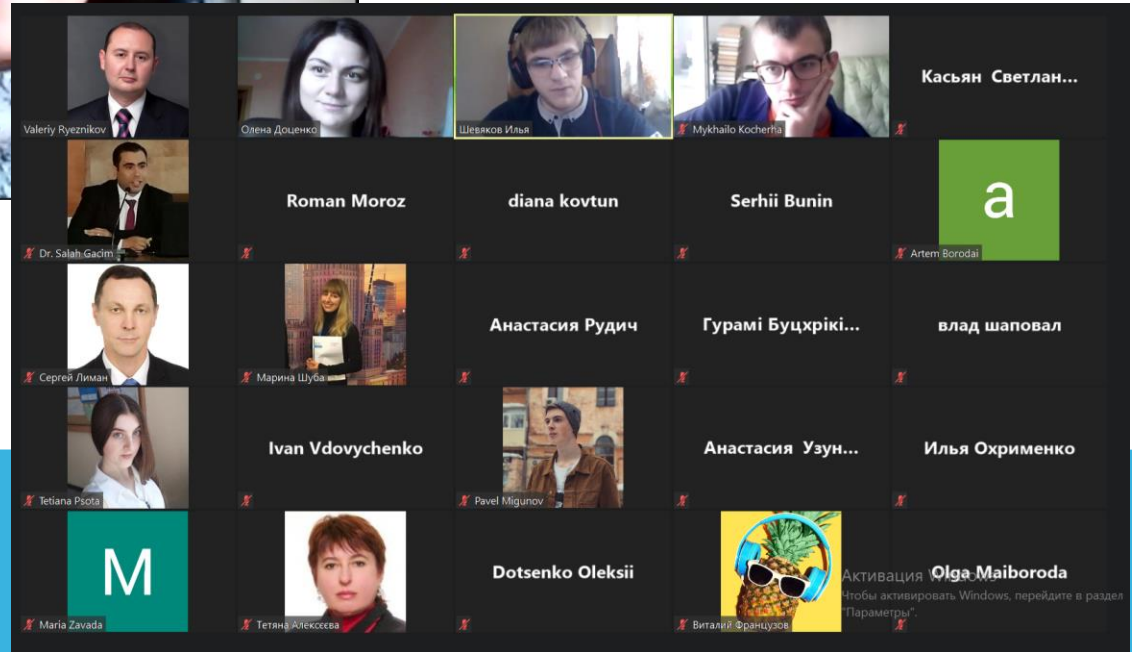 Valeriy Ryeznikov
Олена Доценко
Шевяков Илья
Mykhailo Kocherha
Касьян Светлан...
Dr. Salah Gacim
Roman Moroz
diana kovtun
Serhii Bunin
a
Artem Borodai
Сергей Лиман
Марина Шуба
Анастасия Рудич
Гурамі Буцхрікі...
влад шаповал
Tetiana Psota
Ivan Vdovychenko
Pavel Migunov
Анастасия Узун...
Илья Охрименко
M
Maria Zavada
Тетяна Алексєєва
Dotsenko Oleksii
Виталий Французов
Olga Maiboroda
Активация Windows
Чтобы активировать Windows, перейдите в раздел
"Параметры".